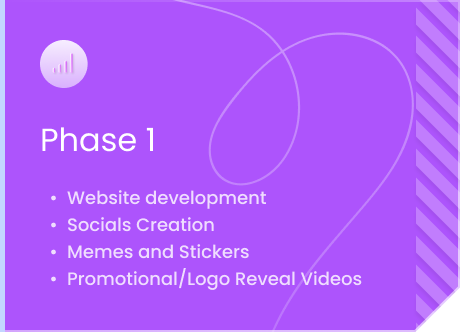 Phase 1
• Website development
• Socials Creation
• Memes and Stickers
• Promotional/Logo Reveal Videos